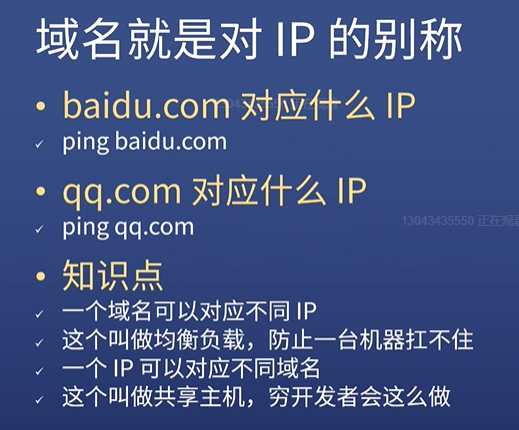 域名就是对 IP 的别称
• baidu.com 对应什么 IP
✓ ping baidu.com
• qq.com 对应什么 IP
✓ ping qq.com
13043435550 正在观
• 知识点
✓ 一个域名可以对应不同 IP
✓ 这个叫做均衡负载，防止一台机器扛不住
✓ 一个 IP 可以对应不同域名
✓ 这个叫做共享主机，穷开发者会这么做